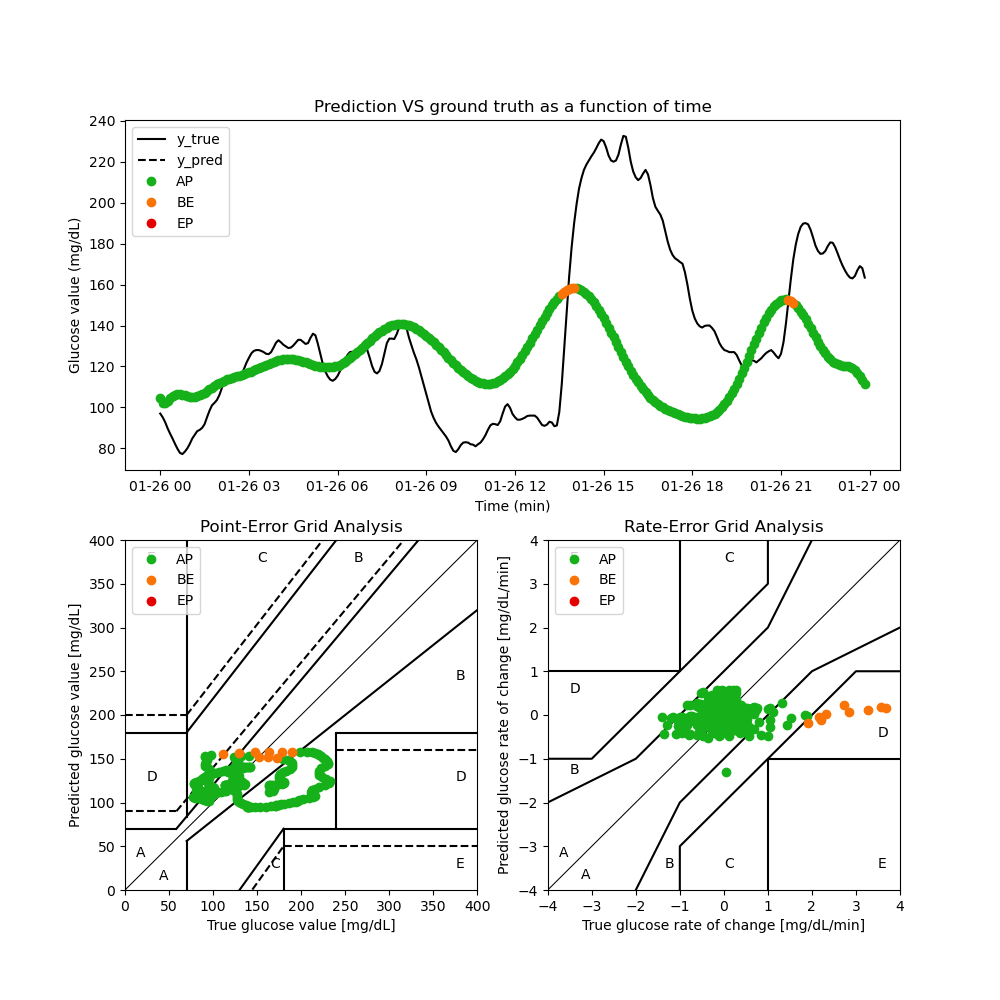 Prediction VS ground truth as a function of time
Glucose value (mg/dL)
240
220
200
180
160
140
120
100
80
y_true
y_pred
AP
BE
EP
01-26 00 01-26 03 01-26 06 01-26 09 01-26 12 01-26 15 01-26 18 01-26 21 01-27 00
Time (min)
Point-Error Grid Analysis
Predicted glucose value [mg/dL]
400
350
300
250
200
150
100
50
0
AP
BE
EP
C B
B
D D
A
A C E
0 50 100 150 200 250 300 350 400
True glucose value [mg/dL]
Rate-Error Grid Analysis
Predicted glucose rate of change [mg/dL/min]
4
3
2
1
0
−1
−2
−3
−4
AP
BE
EP
C
D
D
B
A
A B C E
−4 −3 −2 −1 0 1 2 3 4
True glucose rate of change [mg/dL/min]